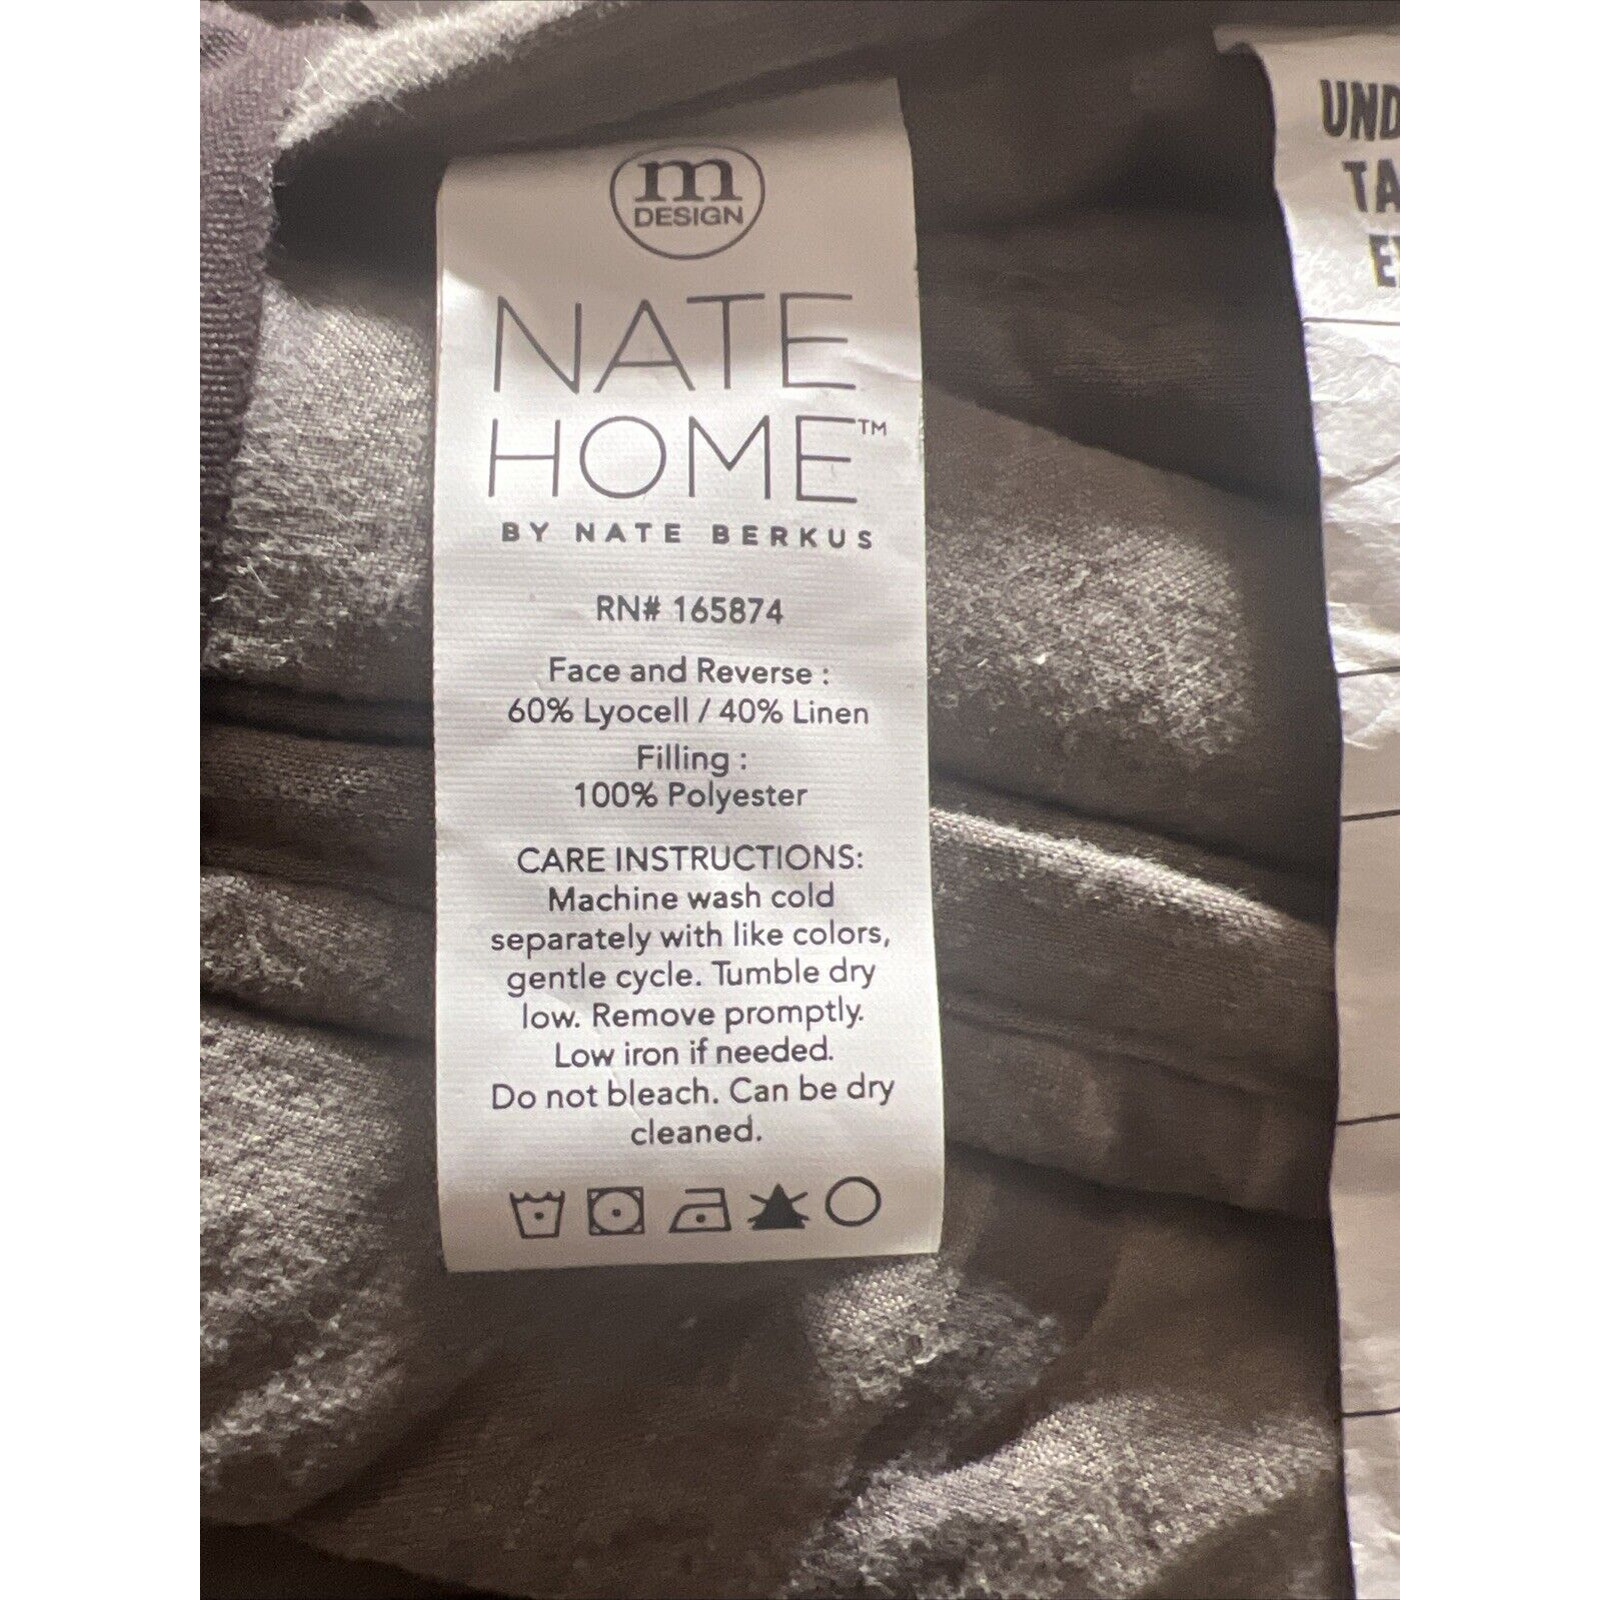 m
DESIGN
NATE
HOME™
BY NATE BERKUS
RN# 165874
Face and Reverse :
60% Lyocell / 40% Linen
Filling :
100% Polyester
CARE INSTRUCTIONS:
Machine wash cold
separately with like colors,
gentle cycle. Tumble dry
low. Remove promptly.
Low iron if needed.
Do not bleach. Can be dry
cleaned.
UND
TA